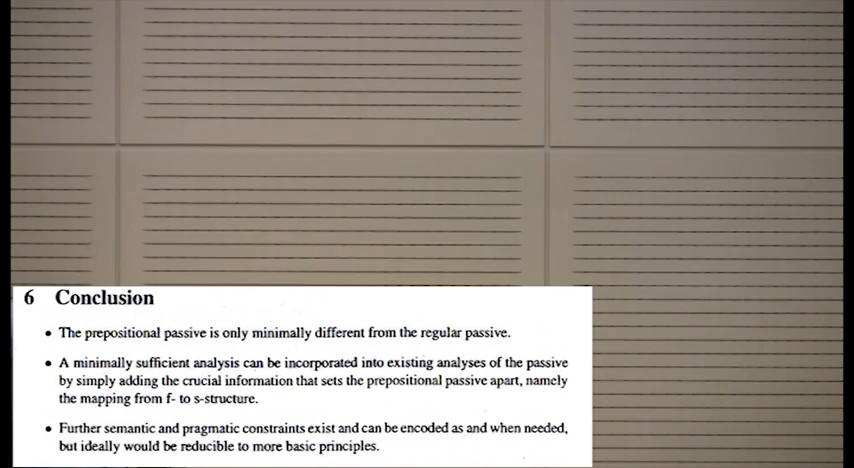 6 Conclusion
• The prepositional passive is only minimally different from the regular passive.
• A minimally sufficient analysis can be incorporated into existing analyses of the passive
by simply adding the crucial information that sets the prepositional passive apart, namely
the mapping from f- to s-structure.
• Further semantic and pragmatic constraints exist and can be encoded as and when needed,
but ideally would be reducible to more basic principles.